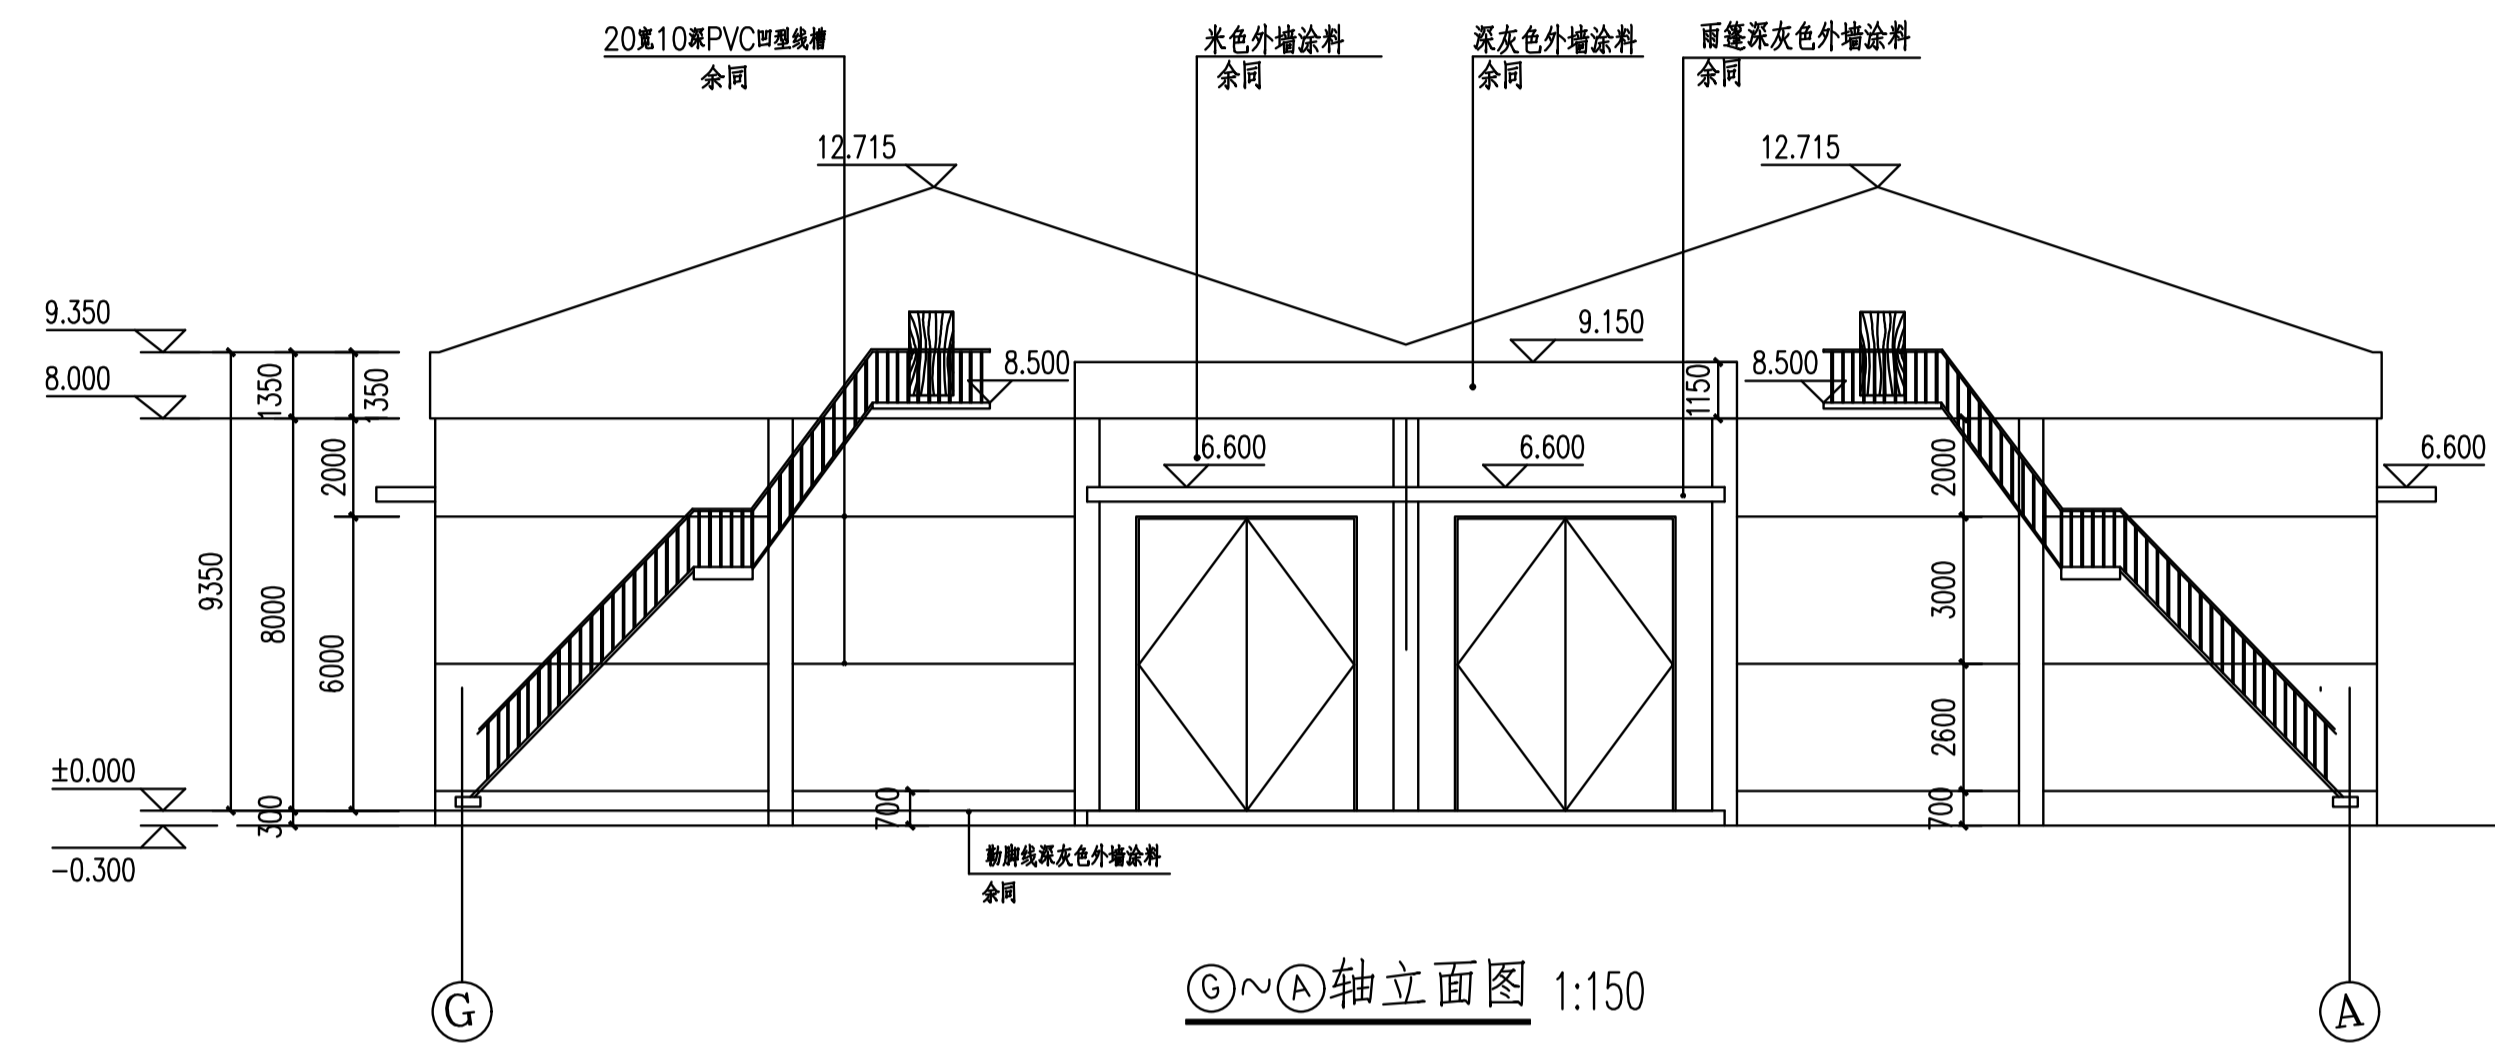 20宽10深PVC凹型线槽
余同
米色外墙涂料
余同
深灰色外墙涂料
余同
雨篷深灰色外墙涂料
余同
12.715
12.715
9.350
9.150
8.000
8.500
8.500
1350
1350
1150
6.600
6.600
6.600
2000
2000
9350
8000
6000
3000
2600
±0.000
300
700
700
-0.300
勒脚线深灰色外墙涂料
余同
G
A
G~A轴立面图 1:150